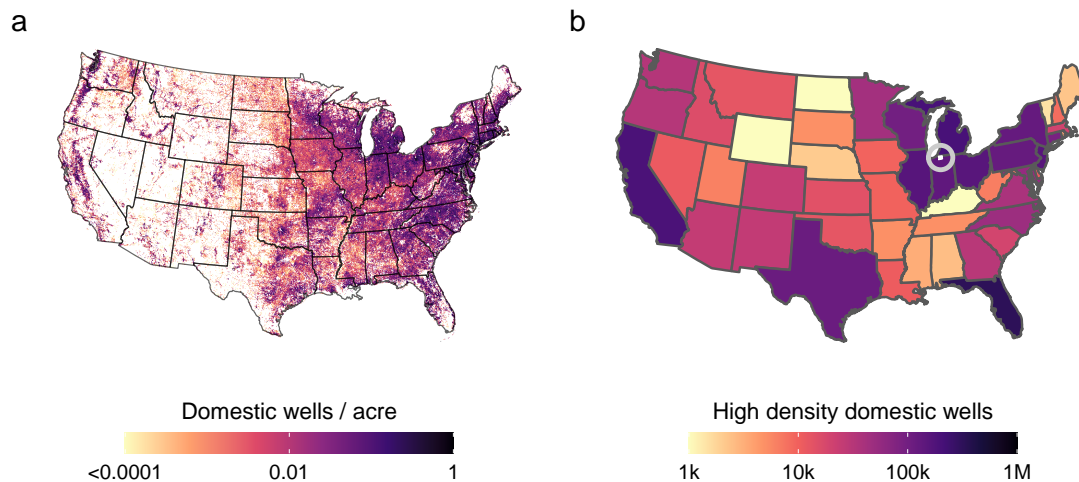 a
b
Domestic wells / acre
<0.0001
0.01
1
High density domestic wells
1k
10k
100k
1M